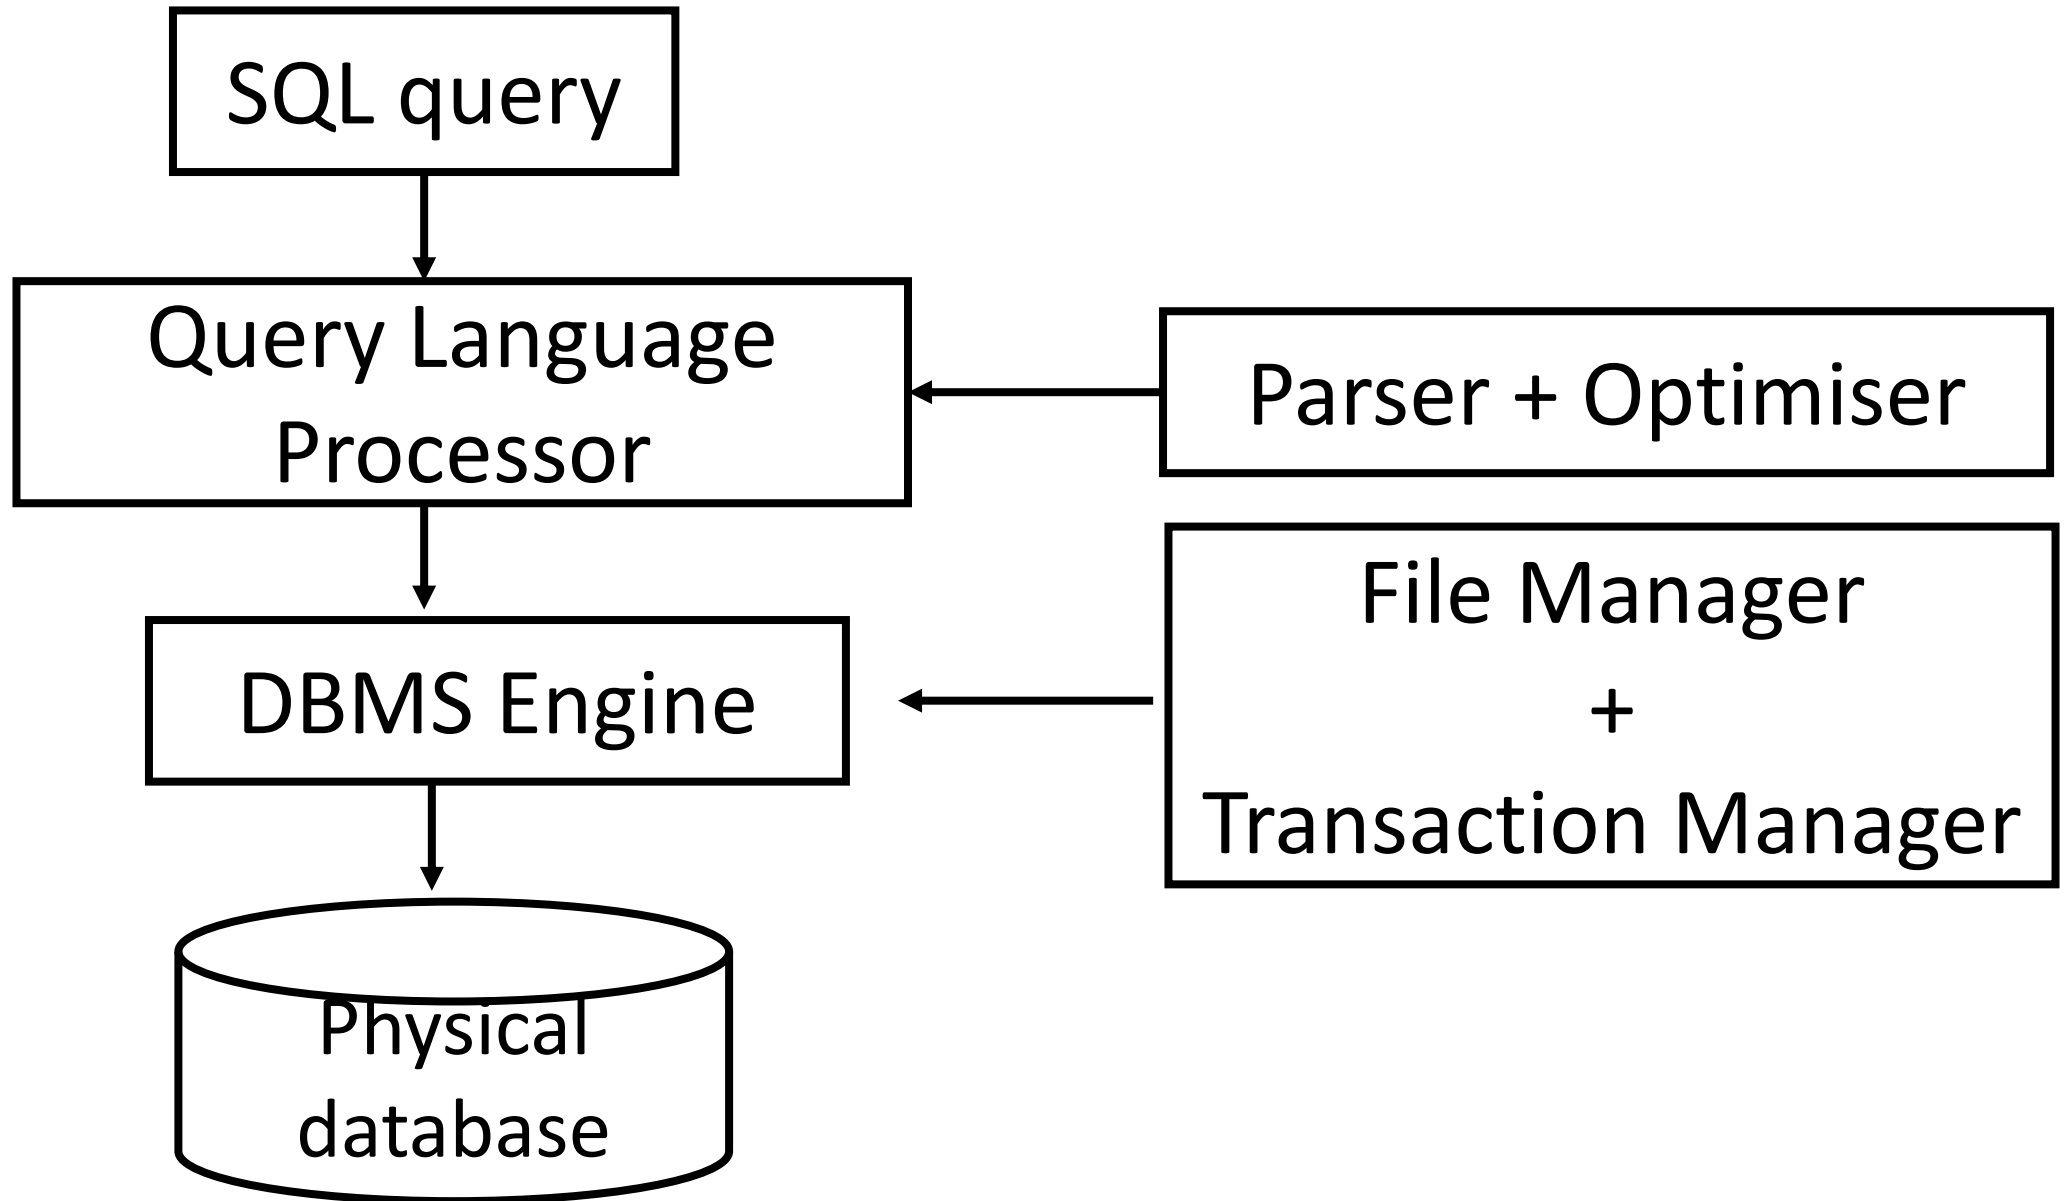 SQL query
Query Language
Processor
Parser + Optimiser
DBMS Engine
File Manager
+
Transaction Manager
Physical
database